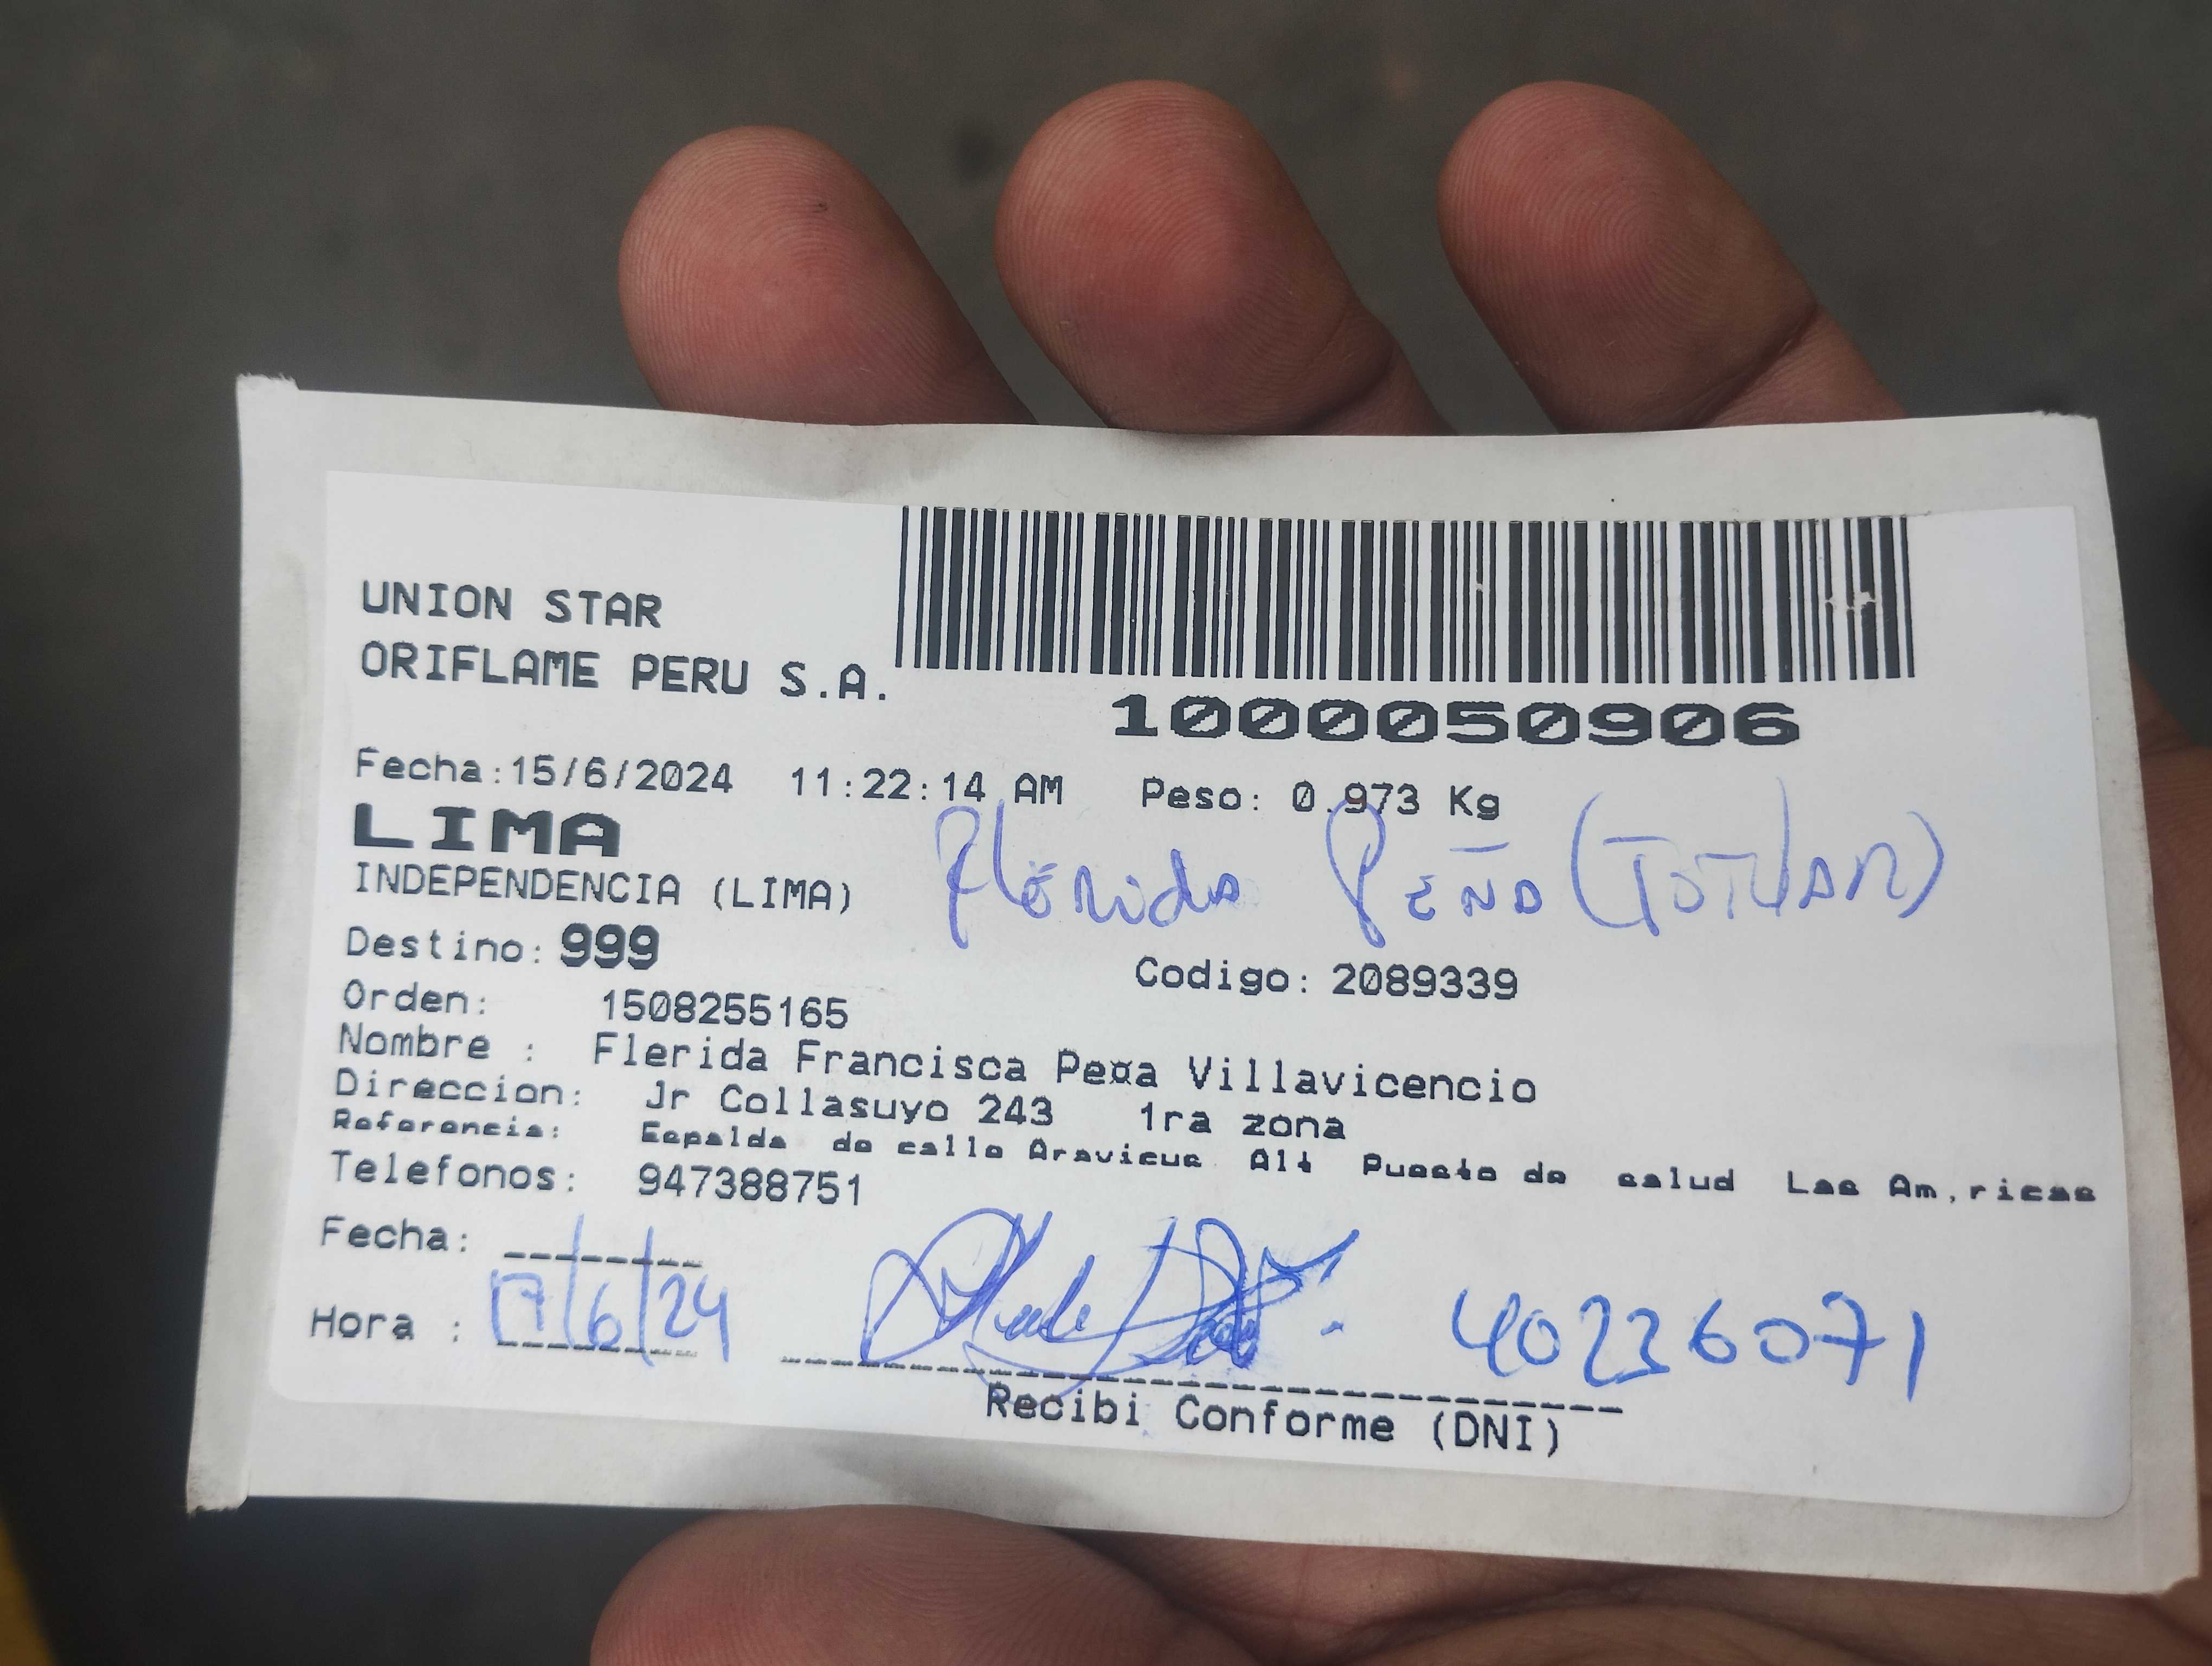 UNION STAR
ORIFLAME PERU S.A.
1000050906
Fecha:15/6/2024 11:22:14 AM Peso: 0.973 Kg
LIMA
INDEPENDENCIA (LIMA)
Flérida Peña (TITULAR)
Destino: 999
Codigo: 2089339
Orden: 1508255165
Nombre : Flerida Francisca Pe¤a Villavicencio
Direccion: Jr Collasuyo 243 1ra zona
Referencia: Espalda de calle Aravicus Alt Puesto de salud Las Am,ricas
Telefonos: 947388751
Fecha:
Hora : 17/6/24
40236071
Recibi Conforme (DNI)